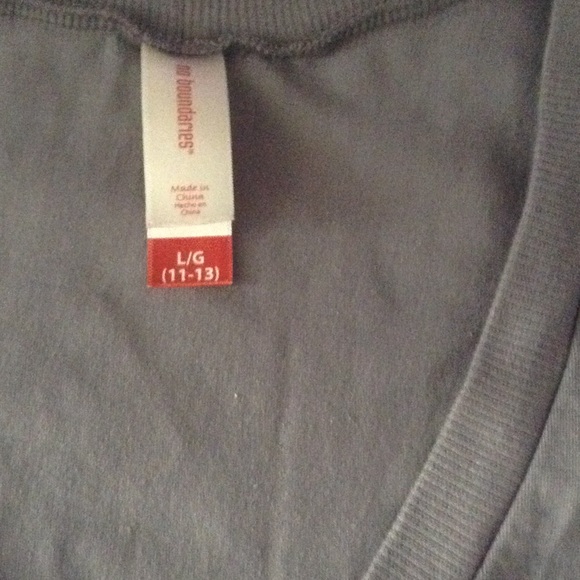 no boundaries®
Made in
China
Hecho en
China
L/G
(11-13)